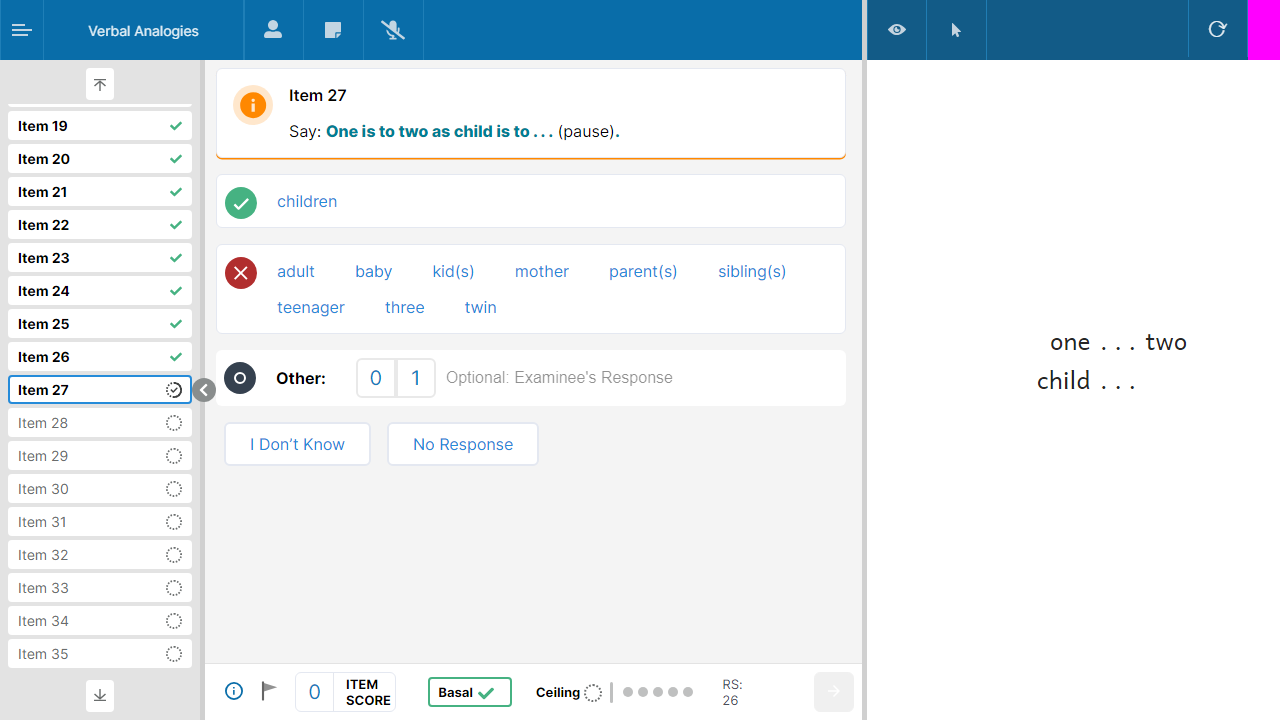 Verbal Analogies
Item 19
Item 20
Item 21
Item 22
Item 23
Item 24
Item 25
Item 26
Item 27
Item 28
Item 29
Item 30
Item 31
Item 32
Item 33
Item 34
Item 35
Item 27
Say: One is to two as child is to . . . (pause).
children
adult baby kid(s) mother parent(s) sibling(s)
teenager three twin
Other: 0 1 Optional: Examinee's Response
I Don’t Know No Response
0 ITEM SCORE Basal Ceiling RS: 26
one . . . two
child . . .